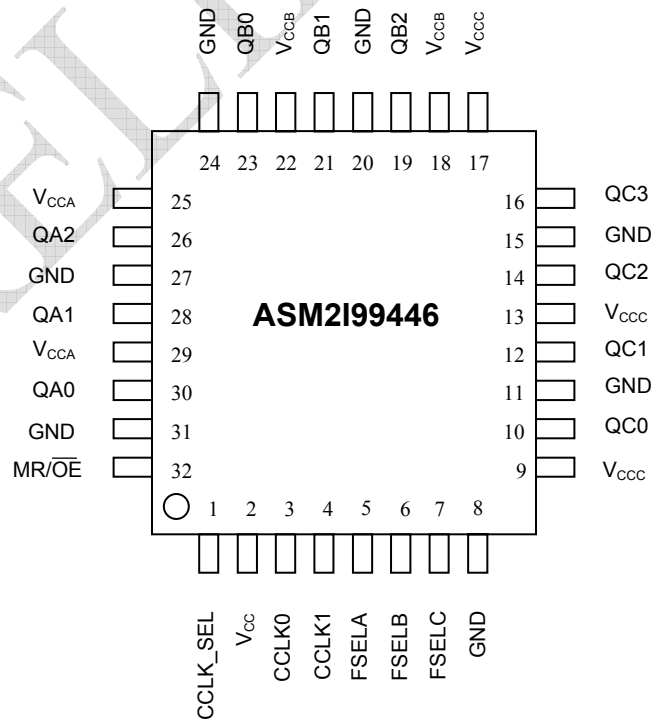 GND QB0 VCCB QB1 GND QB2 VCCB VCCC
24 23 22 21 20 19 18 17
VCCA 25 16 QC3
QA2 26 15 GND
GND 27 14 QC2
QA1 28 ASM2I99446 13 VCCC
VCCA 29 12 QC1
QA0 30 11 GND
GND 31 10 QC0
MR/OE 32 9 VCCC
1 2 3 4 5 6 7 8
CCLK_SEL VCC CCLK0 CCLK1 FSELA FSELB FSELC GND